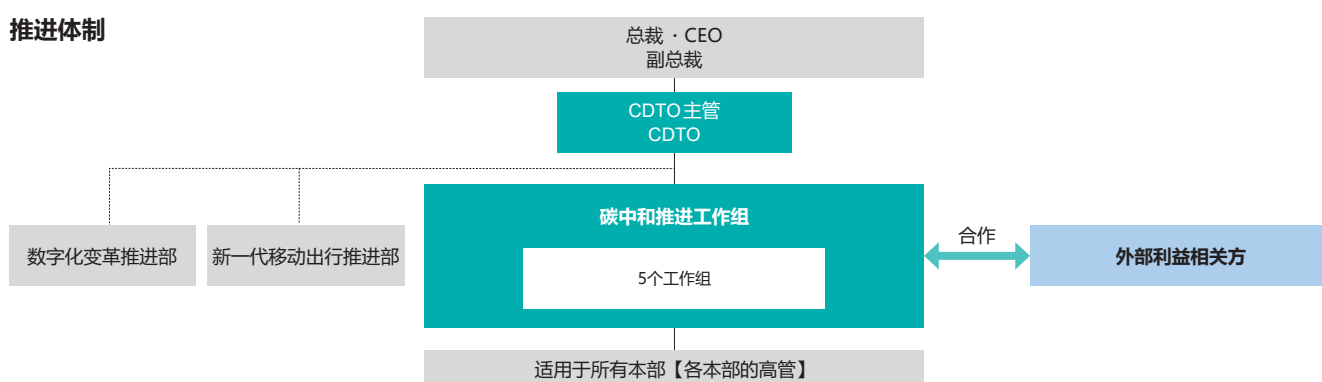 推进体制
总裁 · CEO
副总裁
CDTO主管
CDTO
碳中和推进工作组
5个工作组
数字化变革推进部
新一代移动出行推进部
合作
外部利益相关方
适用于所有本部【各本部的高管】